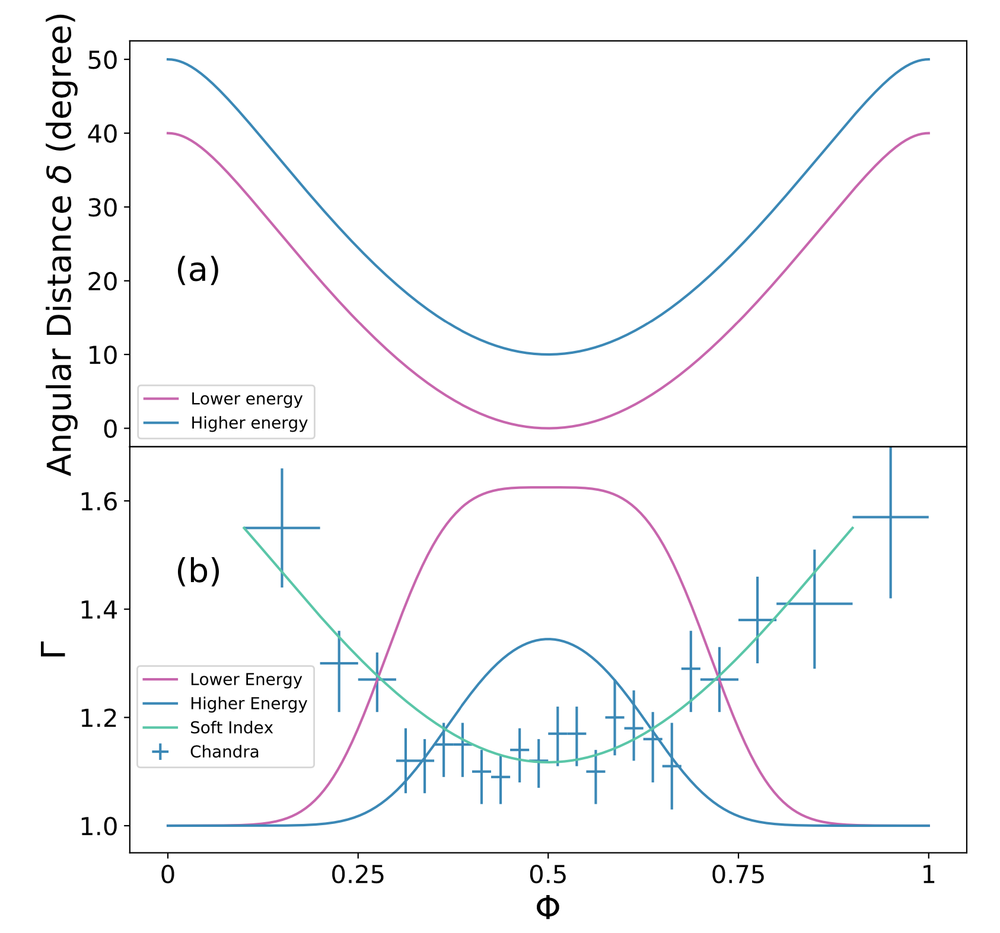 Angular Distance δ (degree)
50
40
30
20
10
0
(a)
Lower energy
Higher energy
Γ
1.6
1.4
1.2
1.0
(b)
Lower Energy
Higher Energy
Soft Index
Chandra
0 0.25 0.5 0.75 1
Φ